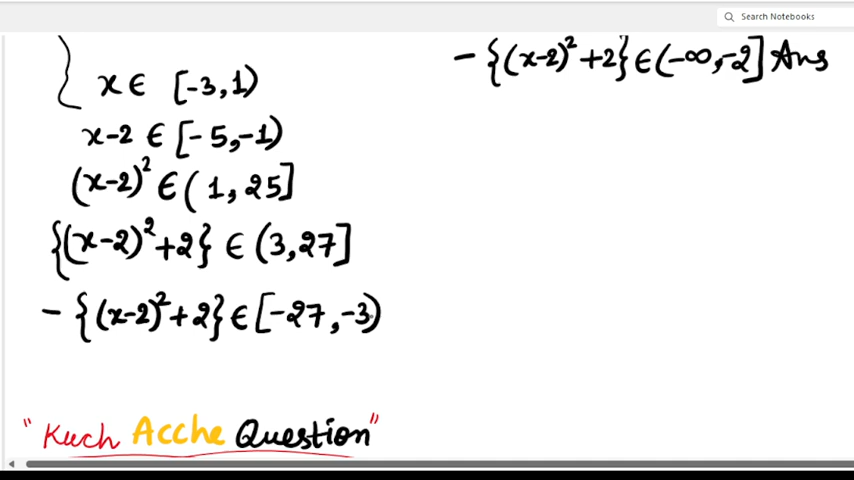 Search Notebooks
x ∈ [-3,1)
x-2 ∈ [-5,-1)
(x-2)² ∈ (1,25]
{(x-2)²+2} ∈ (3,27]
-{(x-2)²+2} ∈ [-27,-3)
-{(x-2)²+2} ∈ (-∞,-2] Ans
"Kuch Acche Question"